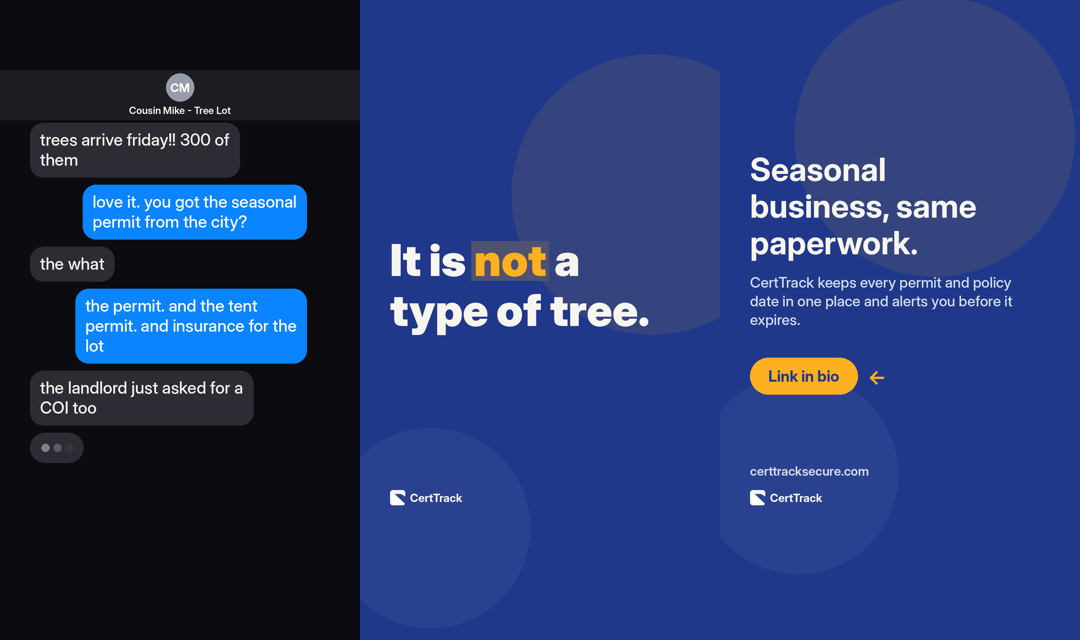 CM
Cousin Mike - Tree Lot
trees arrive friday!! 300 of
them
love it. you got the seasonal
permit from the city?
the what
the permit. and the tent
permit. and insurance for the
lot
the landlord just asked for a
COI too
It is not a
type of tree.
CertTrack
Seasonal
business, same
paperwork.
CertTrack keeps every permit and policy
date in one place and alerts you before it
expires.
Link in bio
certtracksecure.com
CertTrack